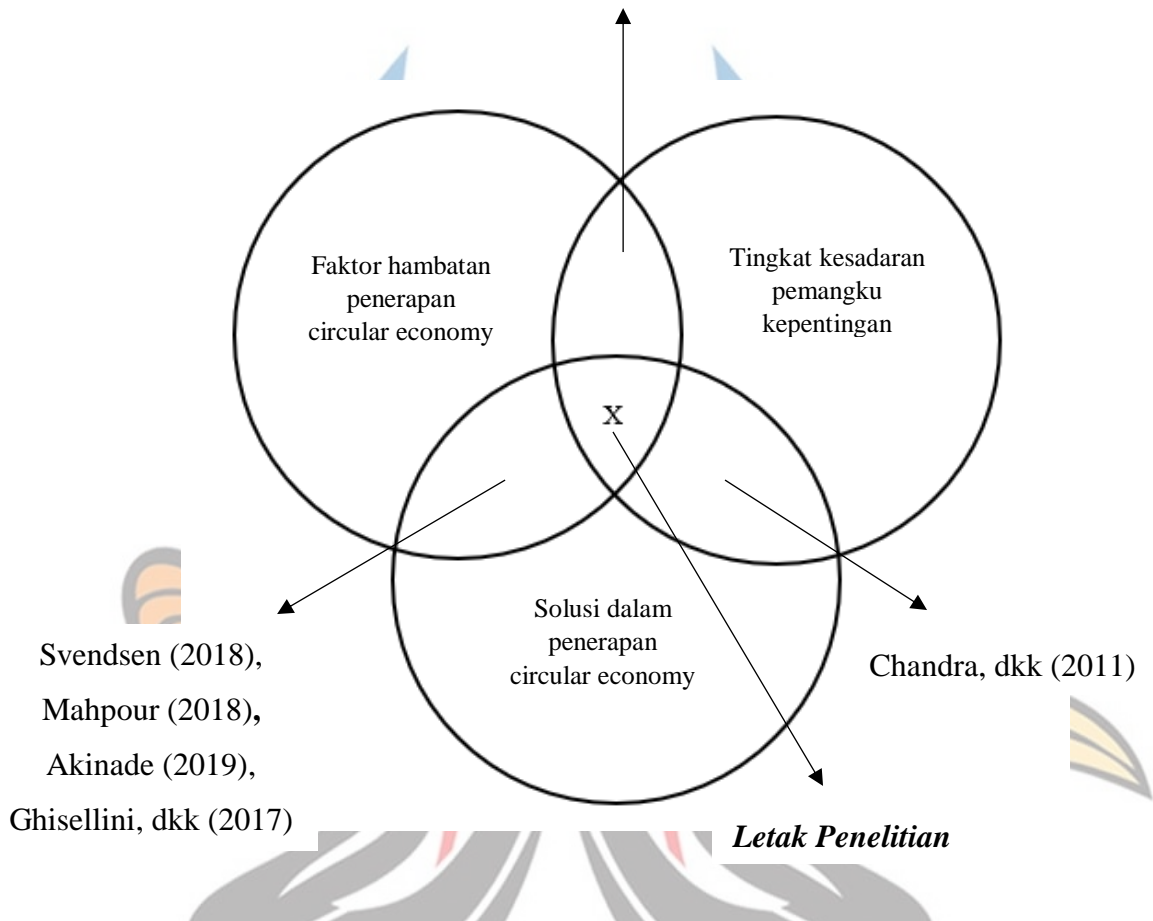 Faktor hambatan
penerapan
circular economy
Tingkat kesadaran
pemangku
kepentingan
X
Solusi dalam
penerapan
circular economy
Svendsen (2018),
Mahpour (2018),
Akinade (2019),
Ghisellini, dkk (2017)
Chandra, dkk (2011)
Letak Penelitian